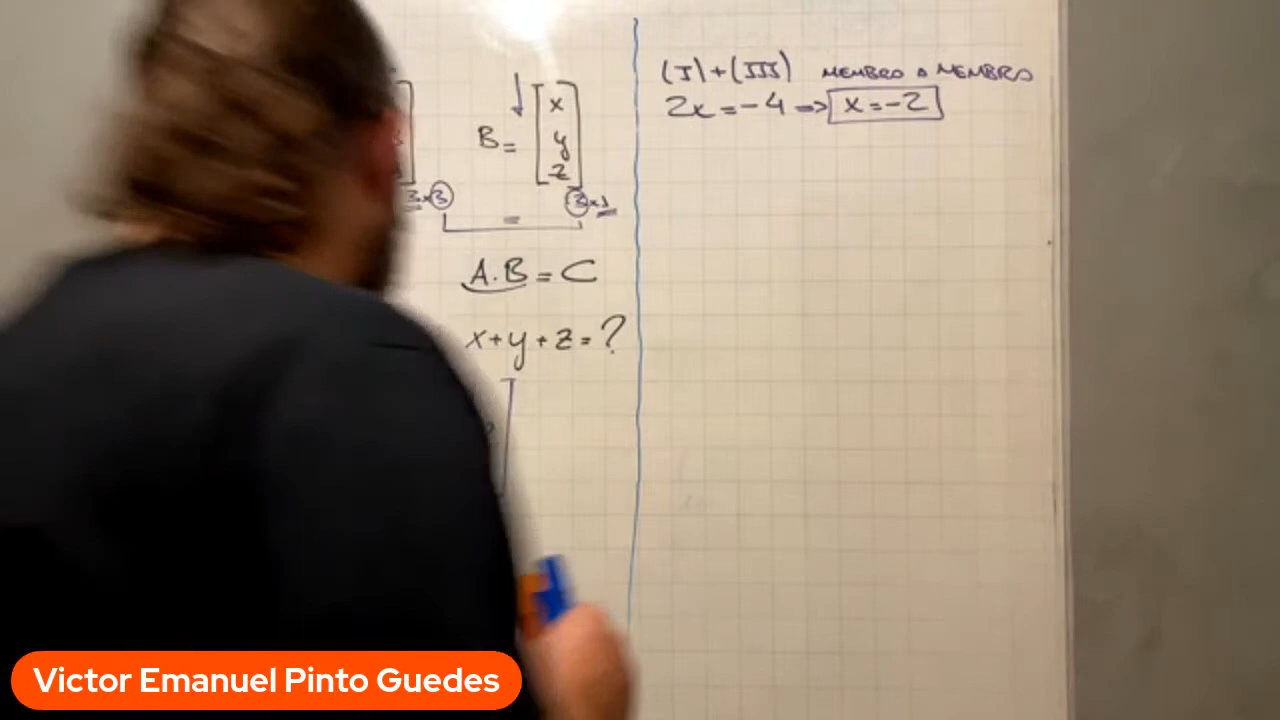 (I)+(III) MEMBRO A MEMBRO
2x=-4 => x=-2
B= [x
y
z]
3x3 3x1
=
A.B=C
x+y+z=?
Victor Emanuel Pinto Guedes